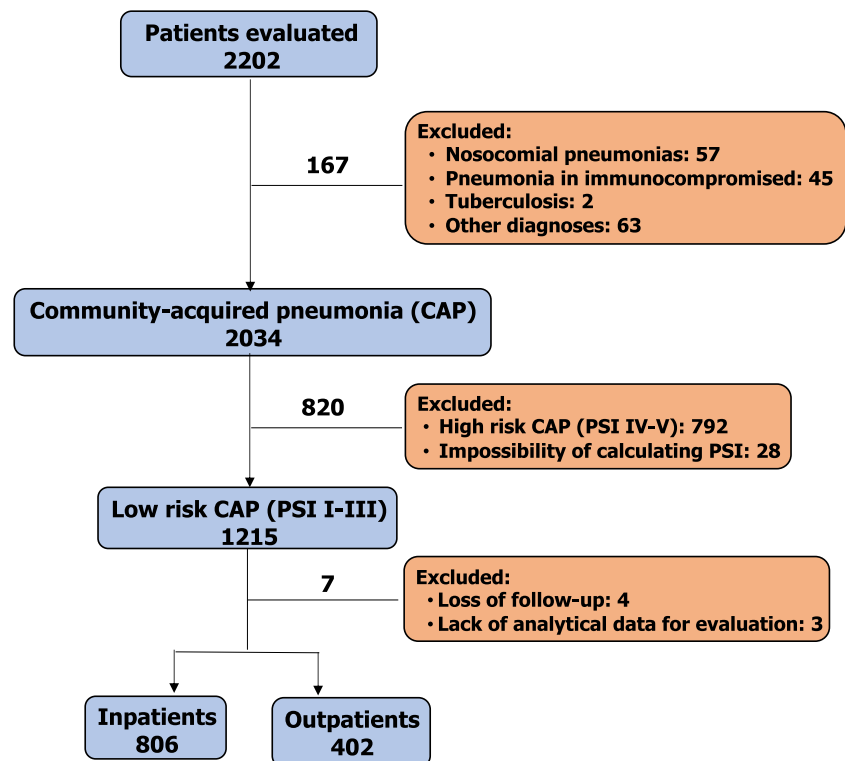 Patients evaluated
2202
167
Excluded:
• Nosocomial pneumonias: 57
• Pneumonia in immunocompromised: 45
• Tuberculosis: 2
• Other diagnoses: 63
Community-acquired pneumonia (CAP)
2034
820
Excluded:
• High risk CAP (PSI IV-V): 792
• Impossibility of calculating PSI: 28
Low risk CAP (PSI I-III)
1215
7
Excluded:
• Loss of follow-up: 4
• Lack of analytical data for evaluation: 3
Inpatients
806
Outpatients
402